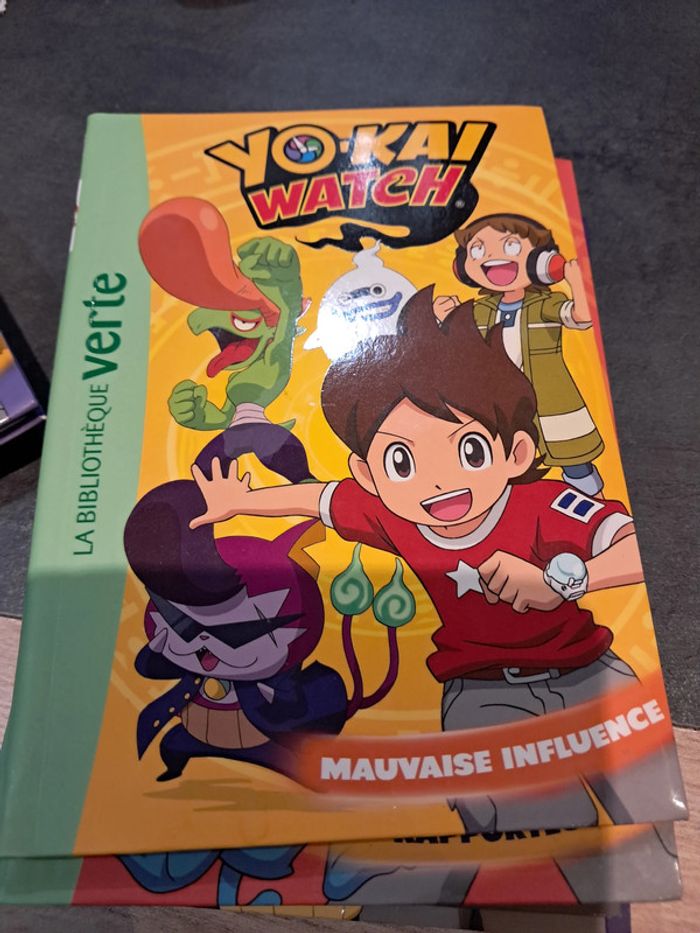 YO-KAI
WATCH®
LA BIBLIOTHÈQUE verte
MAUVAISE INFLUENCE